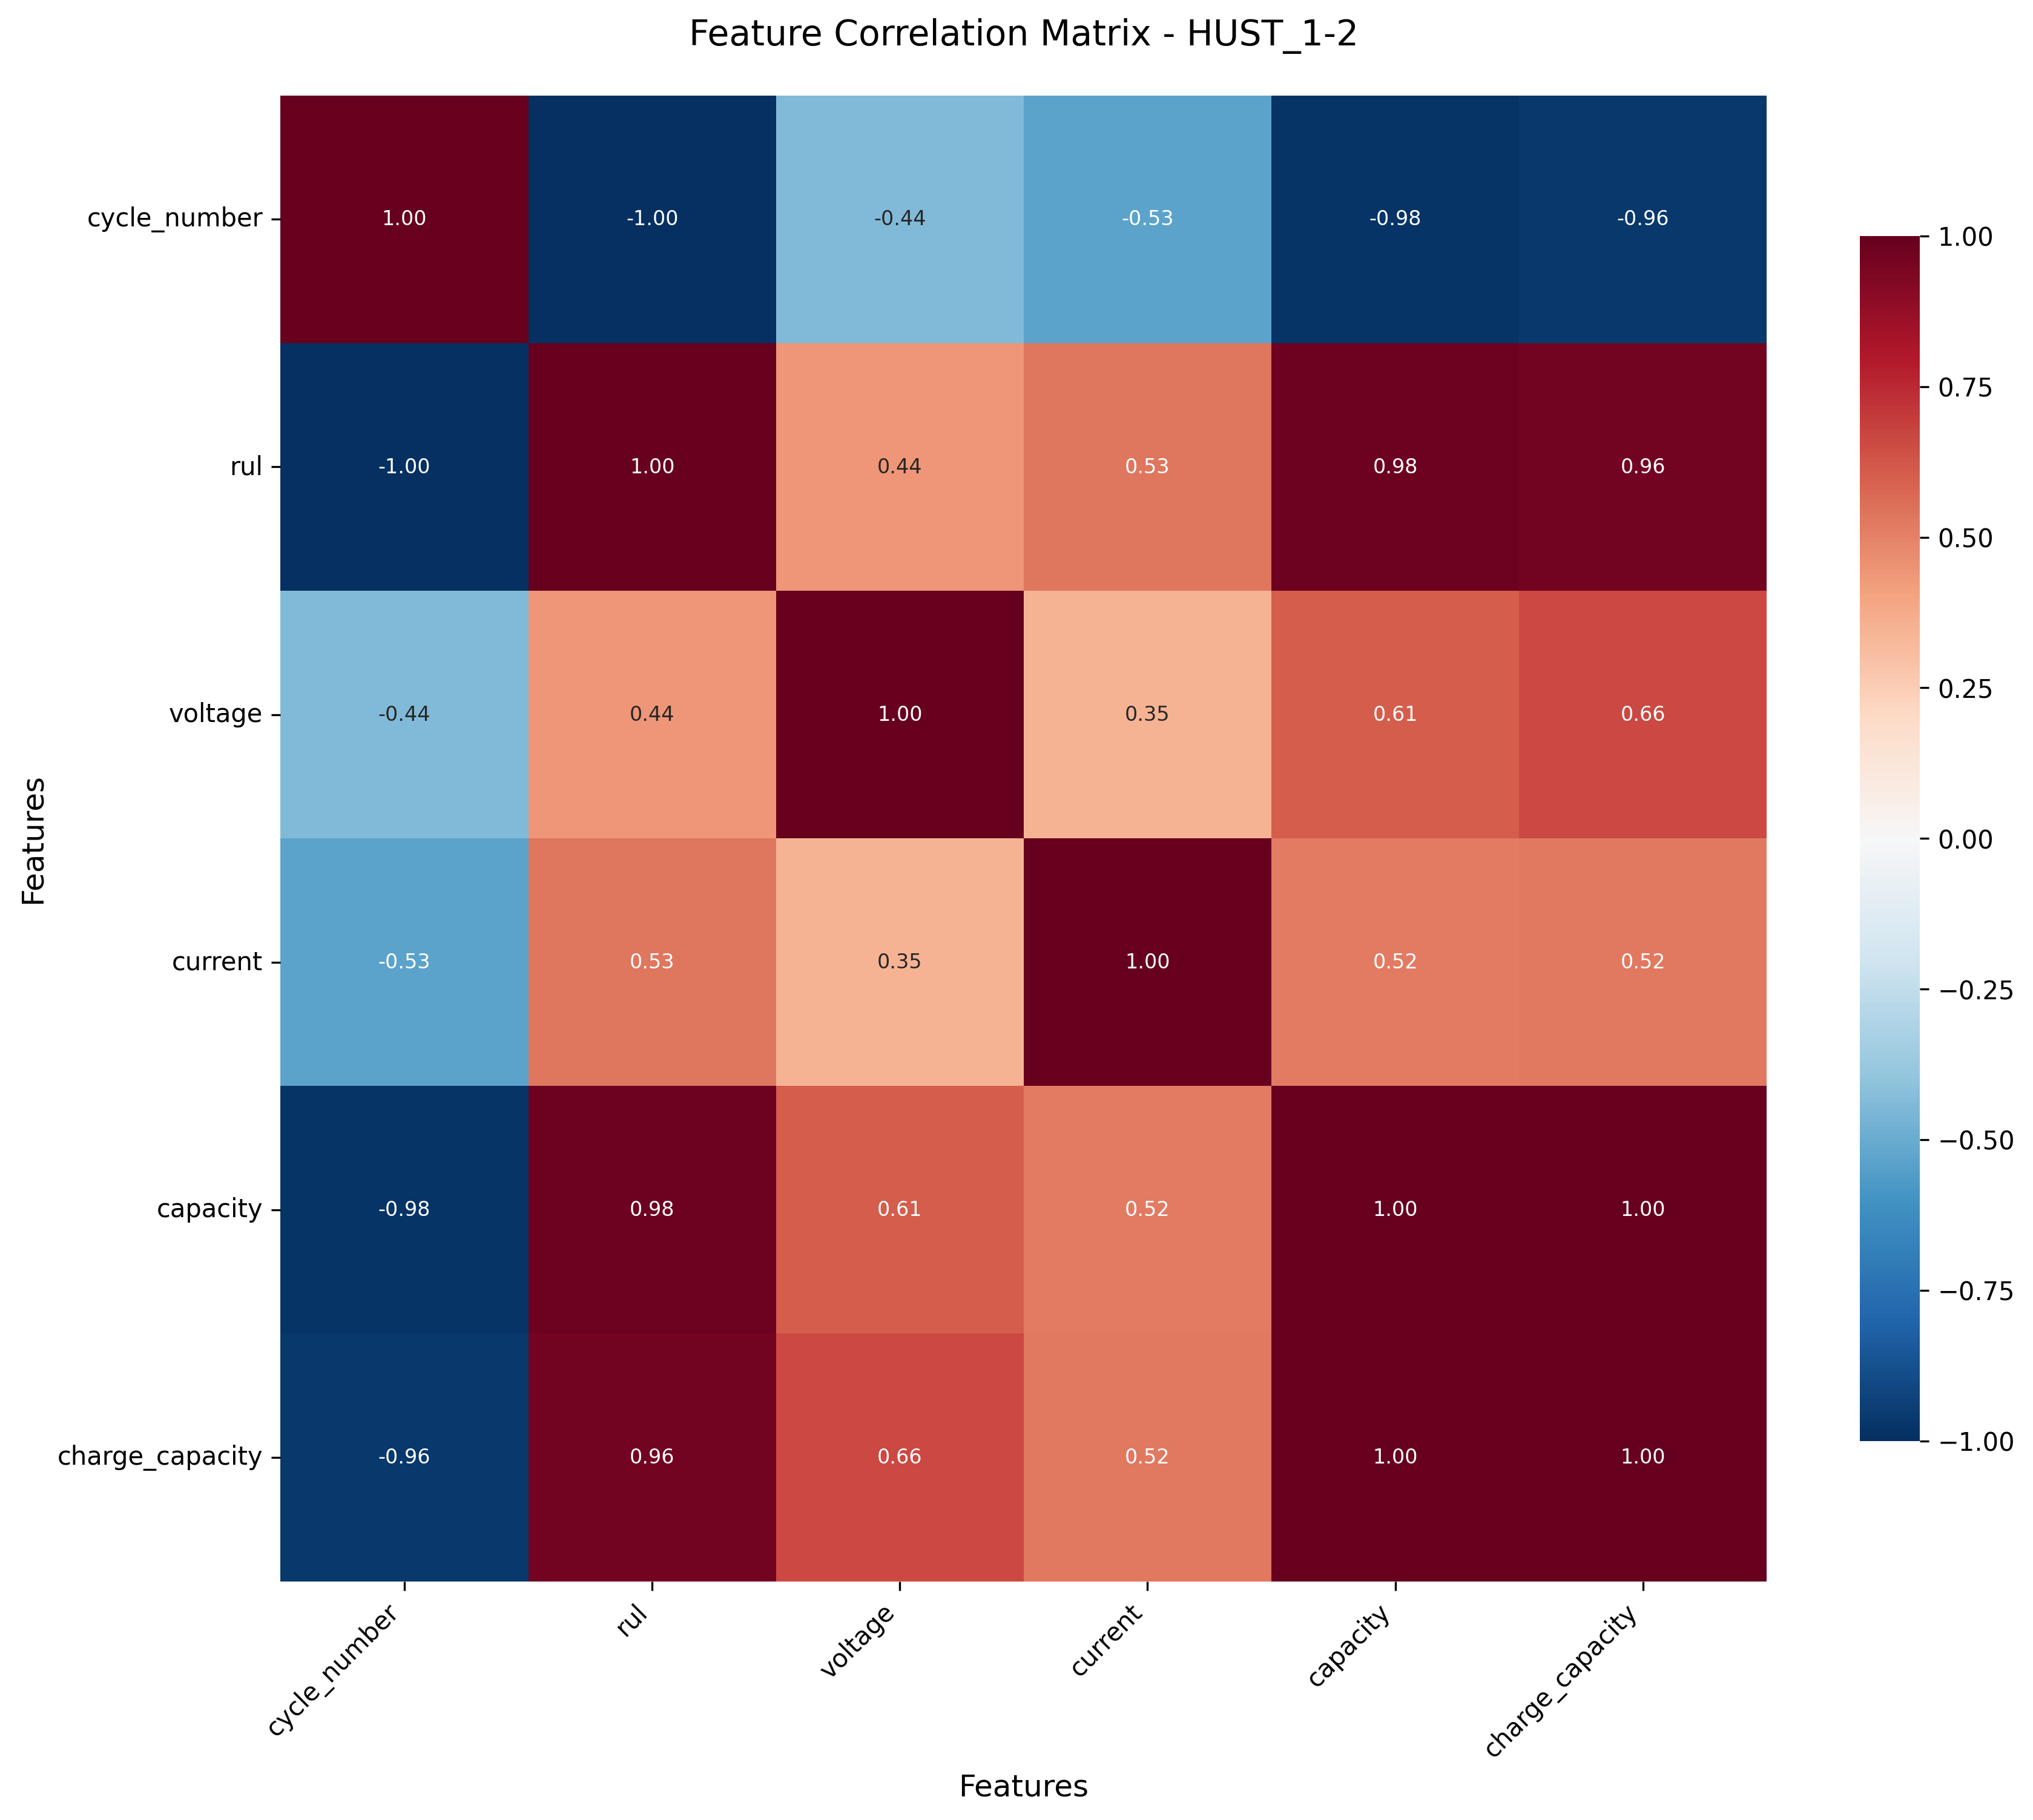 Feature Correlation Matrix - HUST_1-2
Features
cycle_number 1.00 -1.00 -0.44 -0.53 -0.98 -0.96
rul -1.00 1.00 0.44 0.53 0.98 0.96
voltage -0.44 0.44 1.00 0.35 0.61 0.66
current -0.53 0.53 0.35 1.00 0.52 0.52
capacity -0.98 0.98 0.61 0.52 1.00 1.00
charge_capacity -0.96 0.96 0.66 0.52 1.00 1.00
cycle_number rul voltage current capacity charge_capacity
Features
1.00
0.75
0.50
0.25
0.00
−0.25
−0.50
−0.75
−1.00